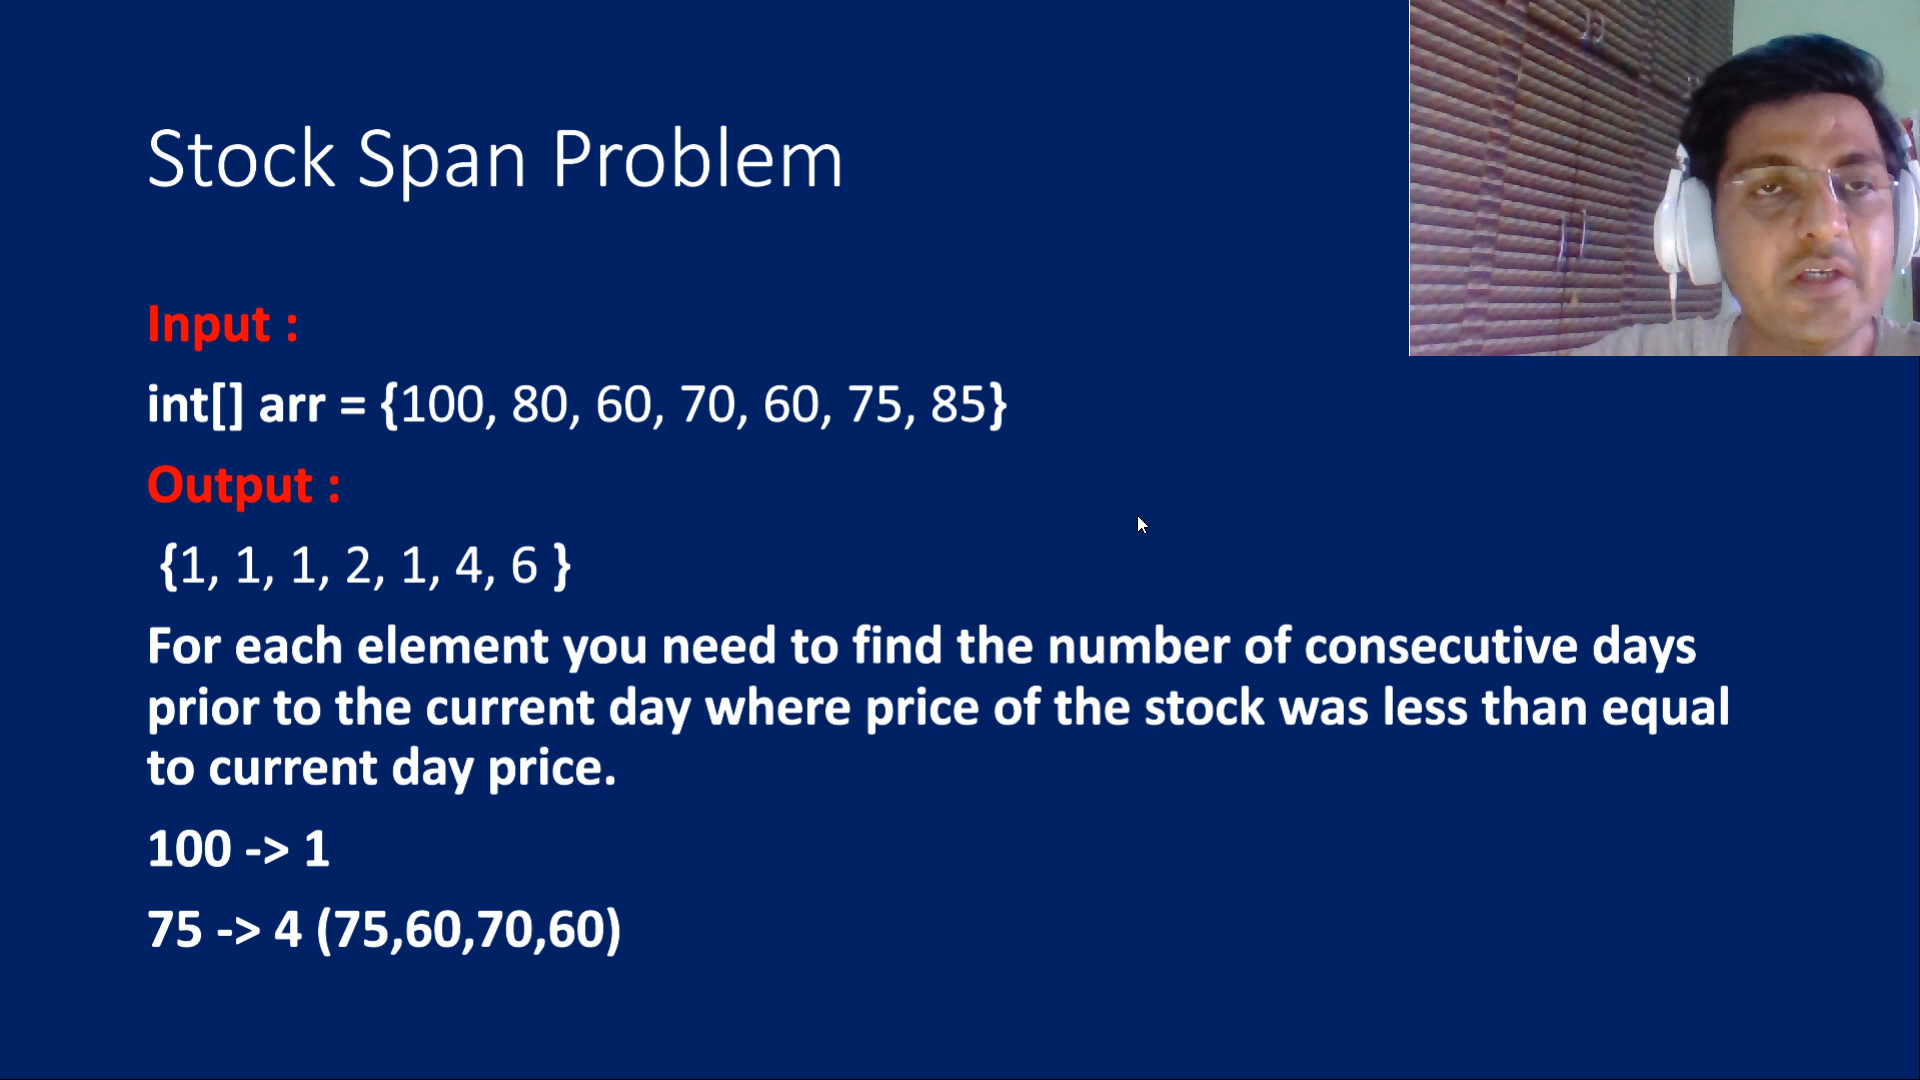 Stock Span Problem
Input :
int[] arr = {100, 80, 60, 70, 60, 75, 85}
Output :
{1, 1, 1, 2, 1, 4, 6 }
For each element you need to find the number of consecutive days
prior to the current day where price of the stock was less than equal
to current day price.
100 -> 1
75 -> 4 (75,60,70,60)